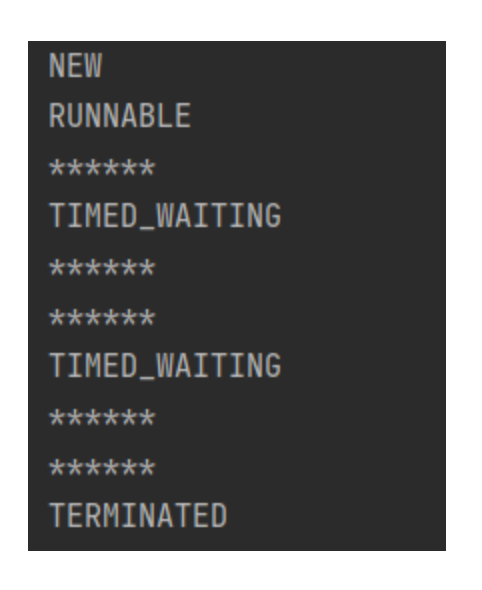 NEW
RUNNABLE
******
TIMED_WAITING
******
******
TIMED_WAITING
******
******
TERMINATED